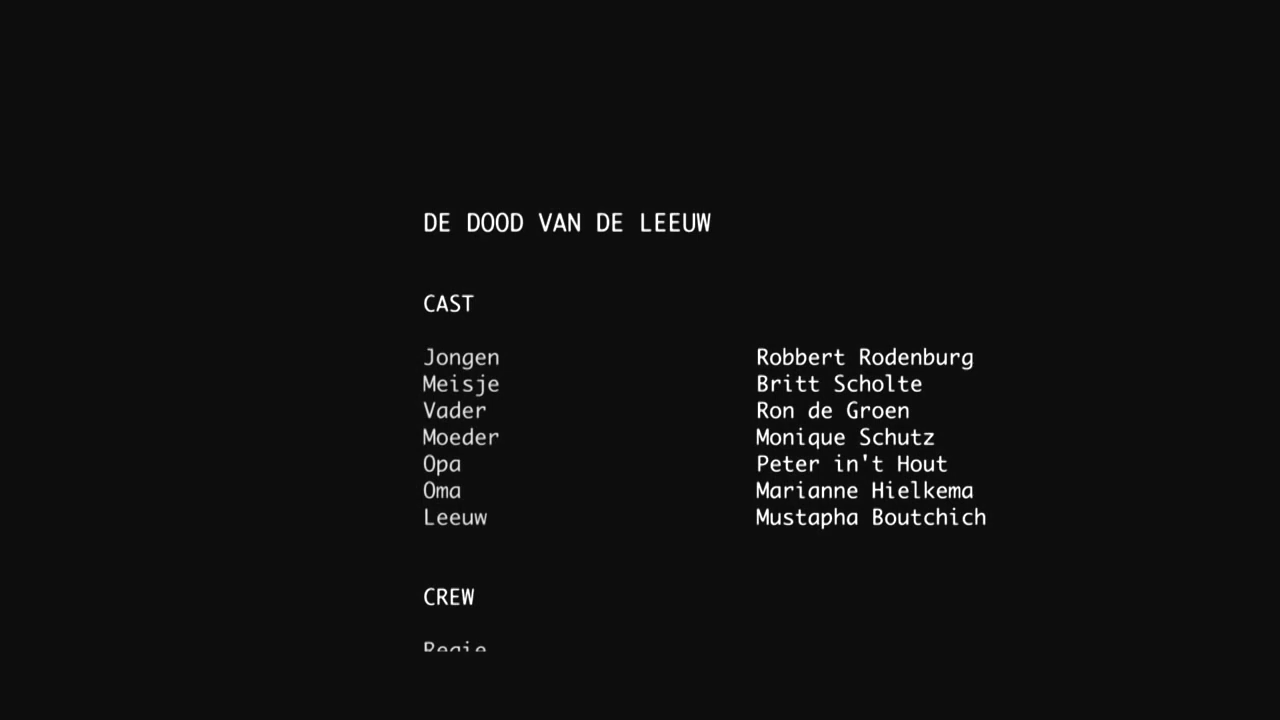 DE DOOD VAN DE LEEUW
CAST
Jongen Robbert Rodenburg
Meisje Britt Scholte
Vader Ron de Groen
Moeder Monique Schutz
Opa Peter in't Hout
Oma Marianne Hielkema
Leeuw Mustapha Boutchich
CREW
Regie